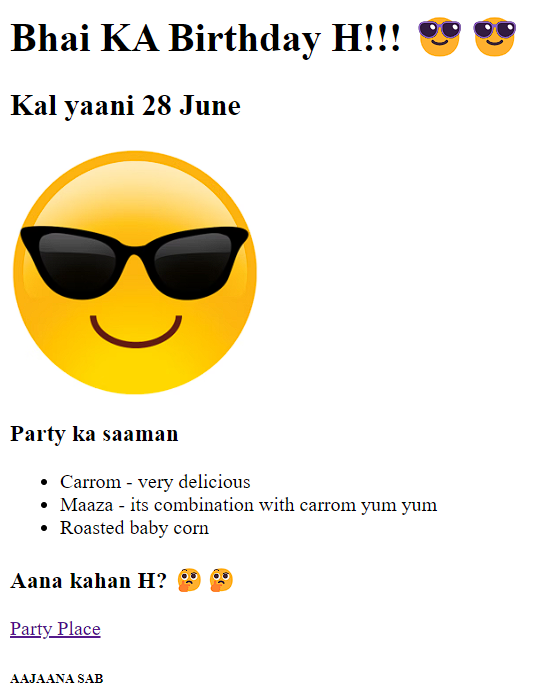 Bhai KA Birthday H!!! 😎 😎
Kal yaani 28 June
Party ka saaman
• Carrom - very delicious
• Maaza - its combination with carrom yum yum
• Roasted baby corn
Aana kahan H? 🤔 🤔
Party Place
AAJAANA SAB